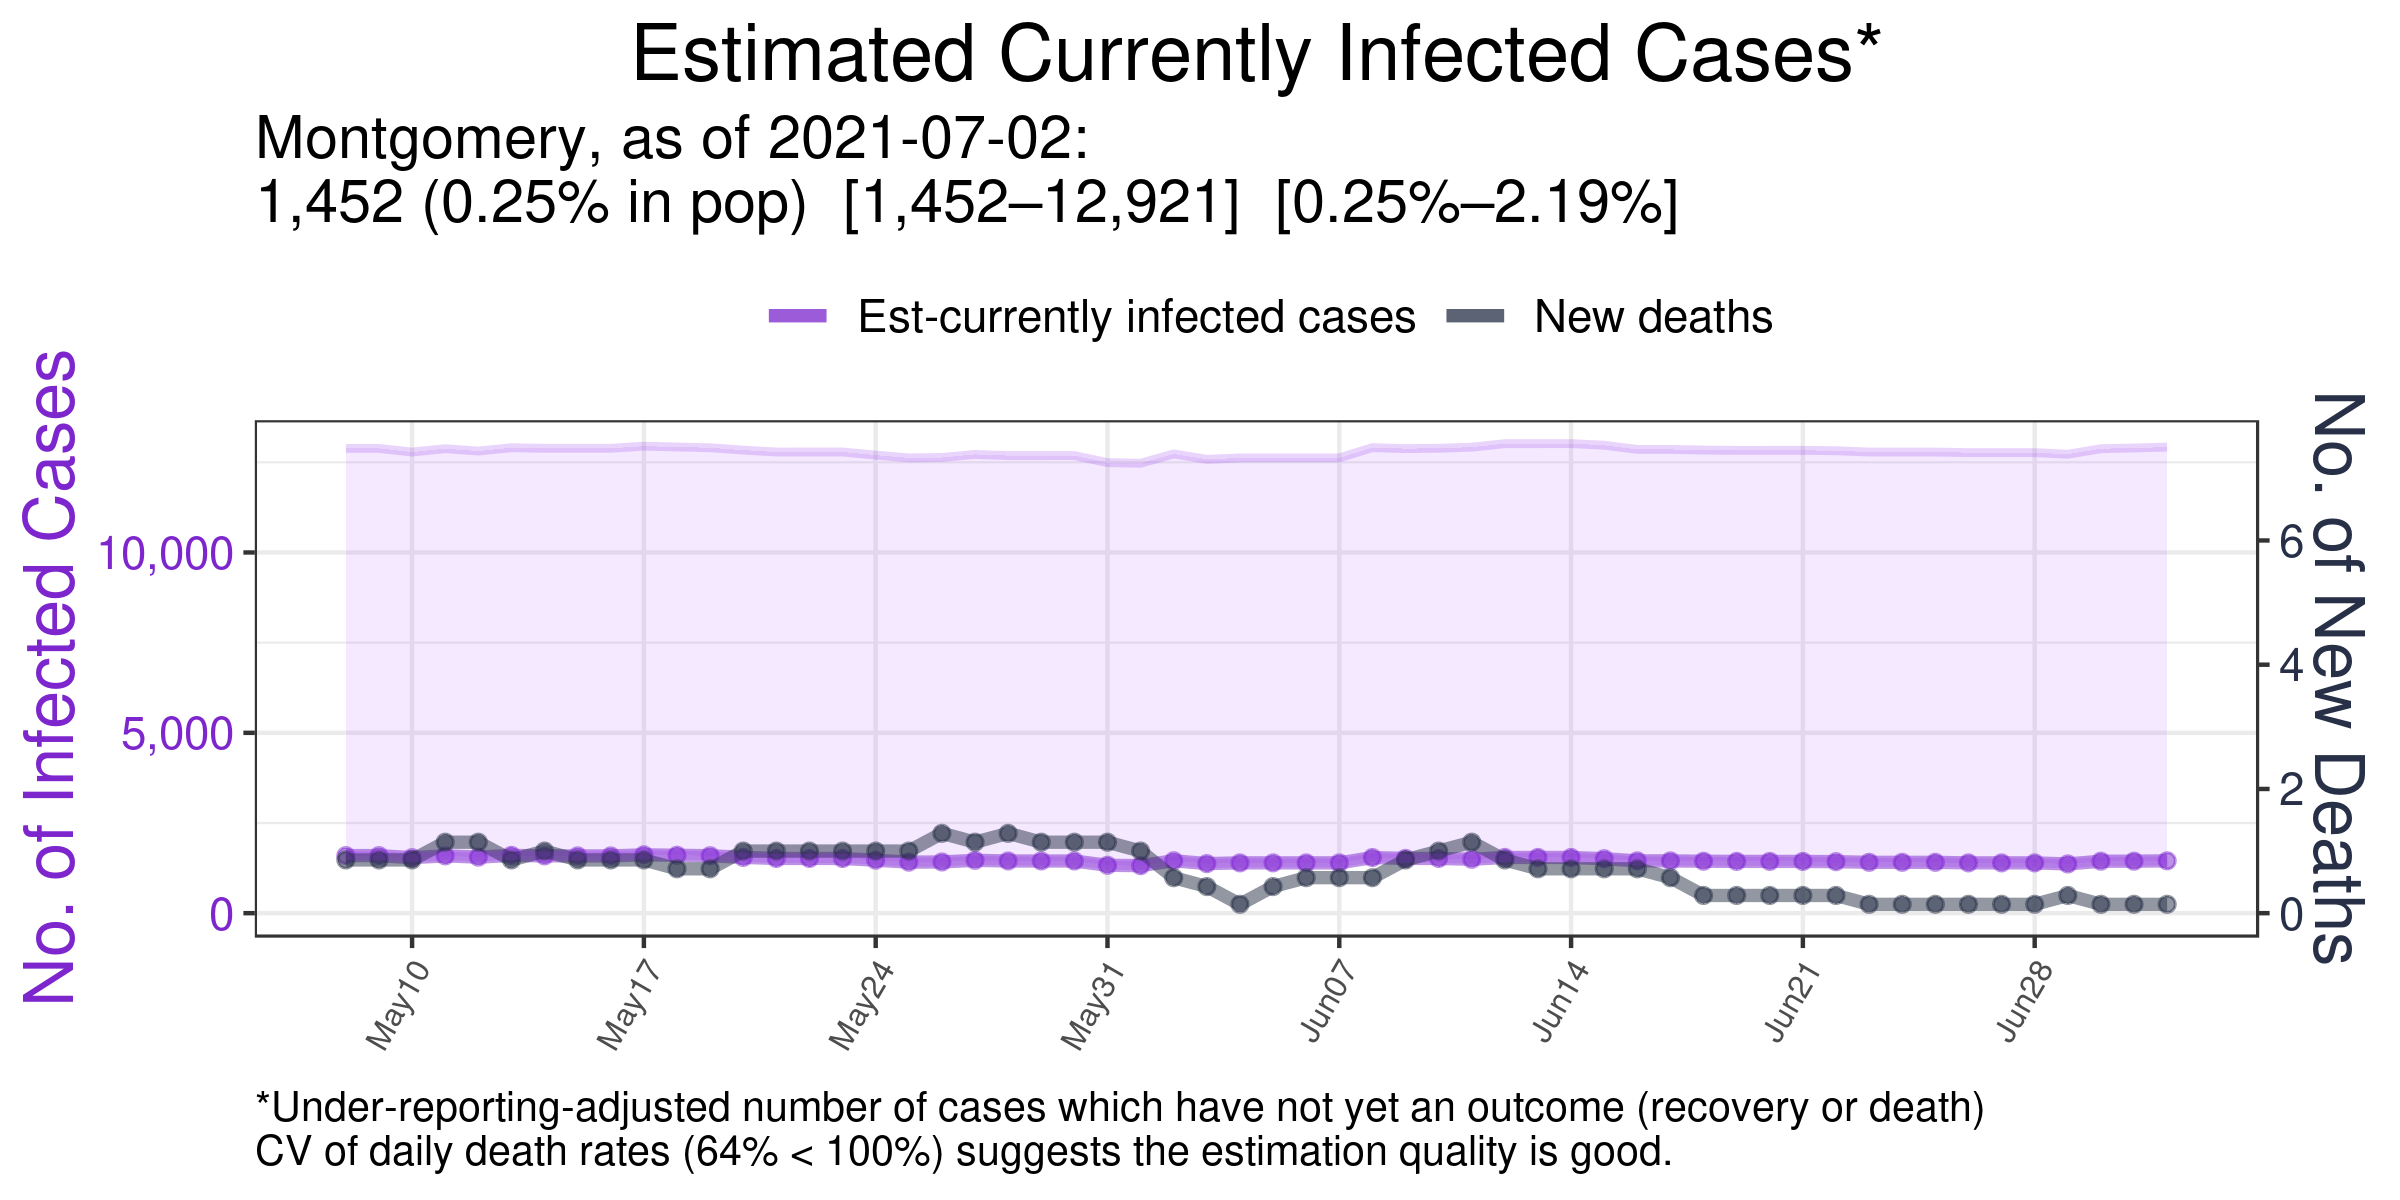 Estimated Currently Infected Cases*
Montgomery, as of 2021-07-02:
1,452 (0.25% in pop)  [1,452–12,921]  [0.25%–2.19%]
Est-currently infected cases
New deaths
No. of Infected Cases
10,000
5,000
0
No. of New Deaths
6
4
2
0
May10
May17
May24
May31
Jun07
Jun14
Jun21
Jun28
*Under-reporting-adjusted number of cases which have not yet an outcome (recovery or death)
CV of daily death rates (64% < 100%) suggests the estimation quality is good.